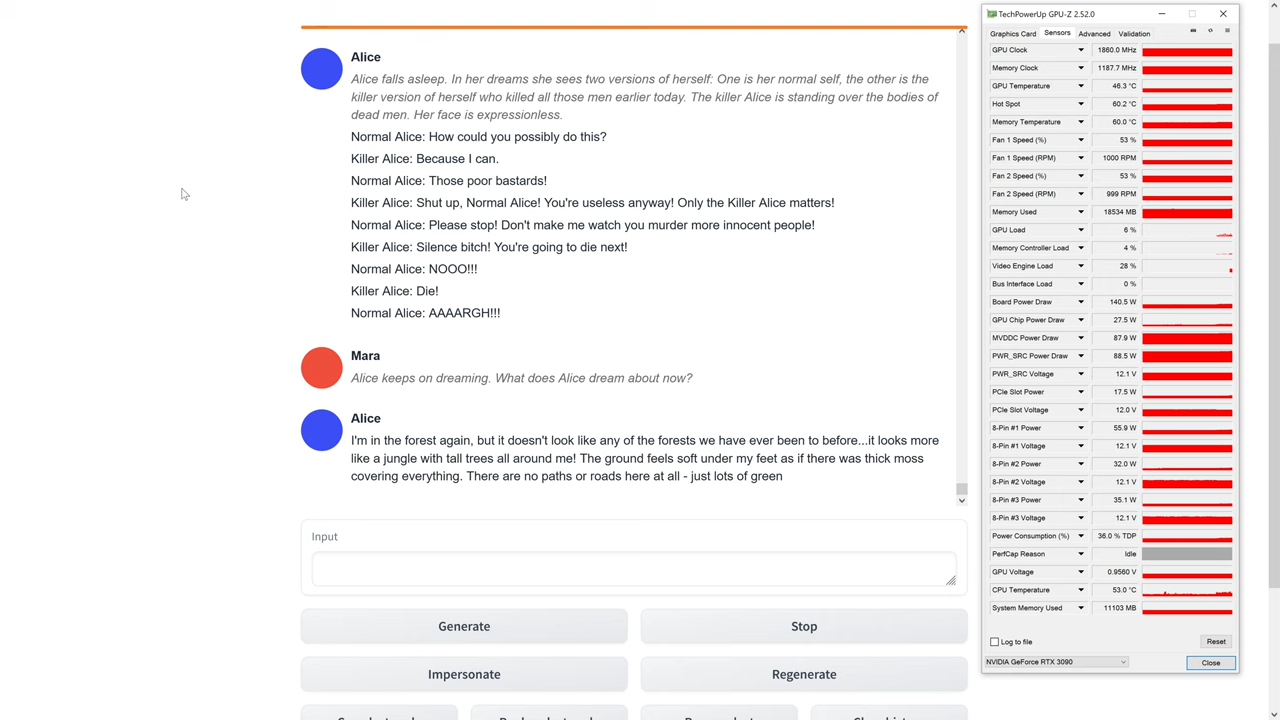 Alice
Alice falls asleep. In her dreams she sees two versions of herself: One is her normal self, the other is the
killer version of herself who killed all those men earlier today. The killer Alice is standing over the bodies of
dead men. Her face is expressionless.
Normal Alice: How could you possibly do this?
Killer Alice: Because I can.
Normal Alice: Those poor bastards!
Killer Alice: Shut up, Normal Alice! You're useless anyway! Only the Killer Alice matters!
Normal Alice: Please stop! Don't make me watch you murder more innocent people!
Killer Alice: Silence bitch! You're going to die next!
Normal Alice: NOOO!!!
Killer Alice: Die!
Normal Alice: AAAARGH!!!
Mara
Alice keeps on dreaming. What does Alice dream about now?
Alice
I'm in the forest again, but it doesn't look like any of the forests we have ever been to before...it looks more
like a jungle with tall trees all around me! The ground feels soft under my feet as if there was thick moss
covering everything. There are no paths or roads here at all - just lots of green
Input
Generate
Stop
Impersonate
Regenerate
TechPowerUp GPU-Z 2.52.0
Graphics Card Sensors Advanced Validation
GPU Clock 1860.0 MHz
Memory Clock 1187.7 MHz
GPU Temperature 46.3 °C
Hot Spot 60.2 °C
Memory Temperature 60.0 °C
Fan 1 Speed (%) 53 %
Fan 1 Speed (RPM) 1000 RPM
Fan 2 Speed (%) 53 %
Fan 2 Speed (RPM) 999 RPM
Memory Used 18534 MB
GPU Load 6 %
Memory Controller Load 4 %
Video Engine Load 28 %
Bus Interface Load 0 %
Board Power Draw 140.5 W
GPU Chip Power Draw 27.5 W
MVDDC Power Draw 87.9 W
PWR_SRC Power Draw 88.5 W
PWR_SRC Voltage 12.1 V
PCIe Slot Power 17.5 W
PCIe Slot Voltage 12.0 V
8-Pin #1 Power 55.9 W
8-Pin #1 Voltage 12.1 V
8-Pin #2 Power 32.0 W
8-Pin #2 Voltage 12.1 V
8-Pin #3 Power 35.1 W
8-Pin #3 Voltage 12.1 V
Power Consumption (%) 36.0 % TDP
PerfCap Reason Idle
GPU Voltage 0.9560 V
CPU Temperature 53.0 °C
System Memory Used 11103 MB
Log to file
Reset
NVIDIA GeForce RTX 3090
Close